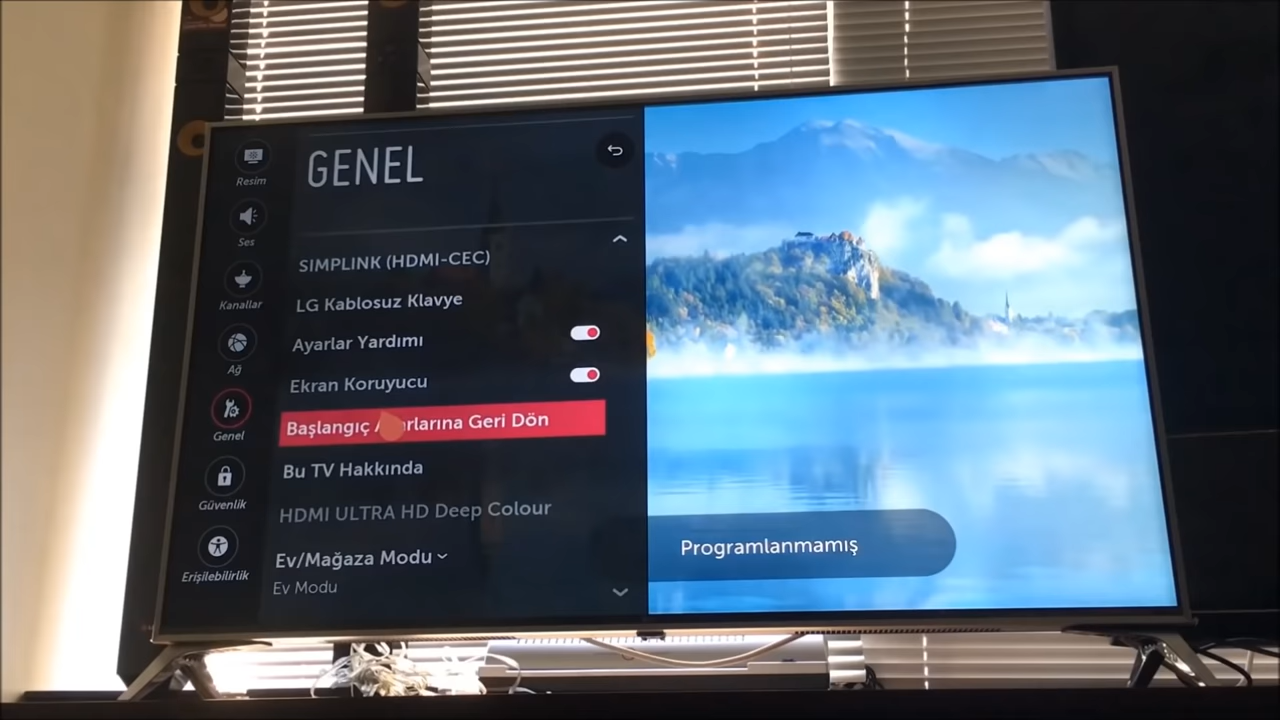 Resim
Ses
Kanallar
Ağ
Genel
Güvenlik
Erişilebilirlik
GENEL
SIMPLINK (HDMI-CEC)
LG Kablosuz Klavye
Ayarlar Yardımı
Ekran Koruyucu
Başlangıç Ayarlarına Geri Dön
Bu TV Hakkında
HDMI ULTRA HD Deep Colour
Ev/Mağaza Modu
Ev Modu
Programlanmamış